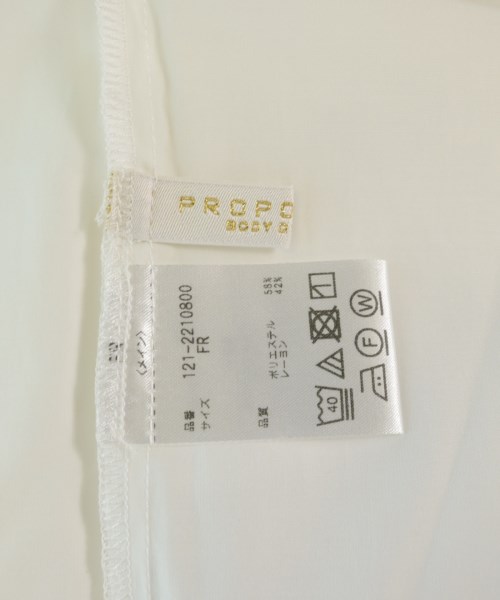 PROPO
BODY D
〈メイン〉
品番 121-2210800
サイズ FR
品質 ポリエステル 58%
レーヨン 42%
40
F
W